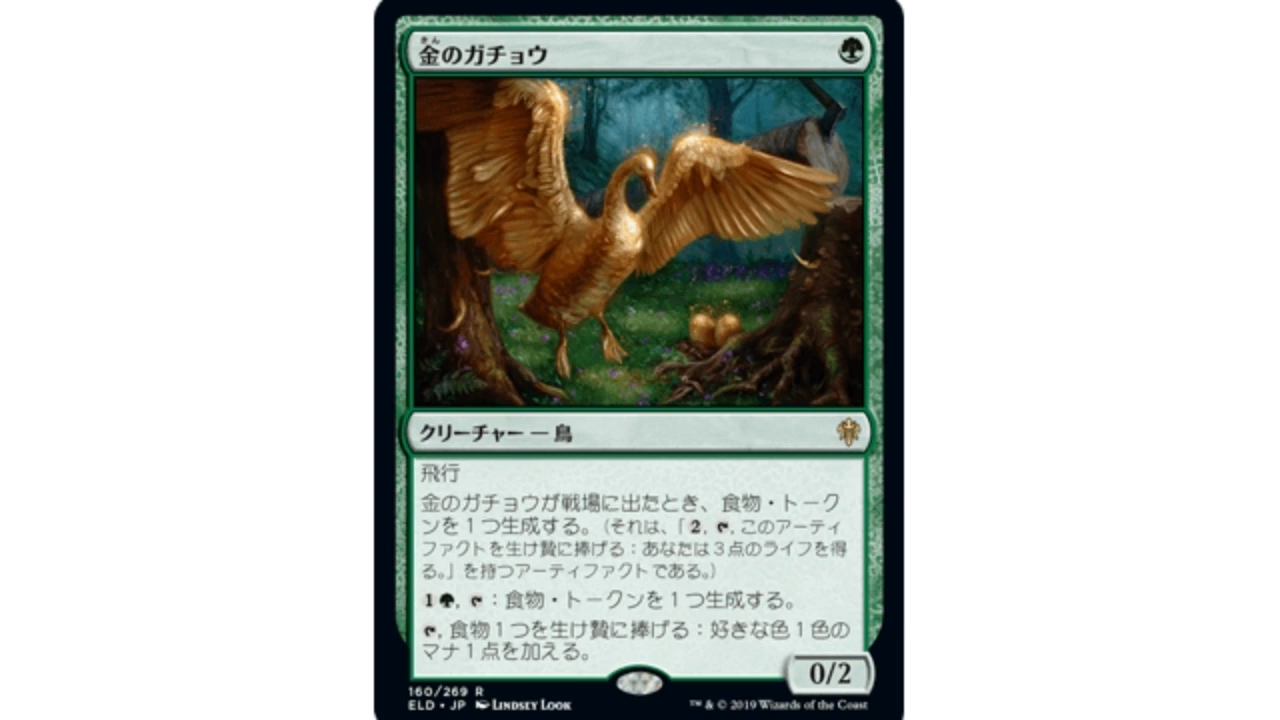 金のガチョウ
きん
クリーチャー — 鳥
飛行
金のガチョウが戦場に出たとき、食物・トーク
ンを１つ生成する。（それは、「2, このアーティ
ファクトを生け贄に捧げる：あなたは３点のライフを得
る。」を持つアーティファクトである。）
1, ：食物・トークンを１つ生成する。
, 食物１つを生け贄に捧げる：好きな色１色の
マナ１点を加える。
0/2
160/269 R
ELD • JP LINDSEY LOOK
™ & © 2019 Wizards of the Coast